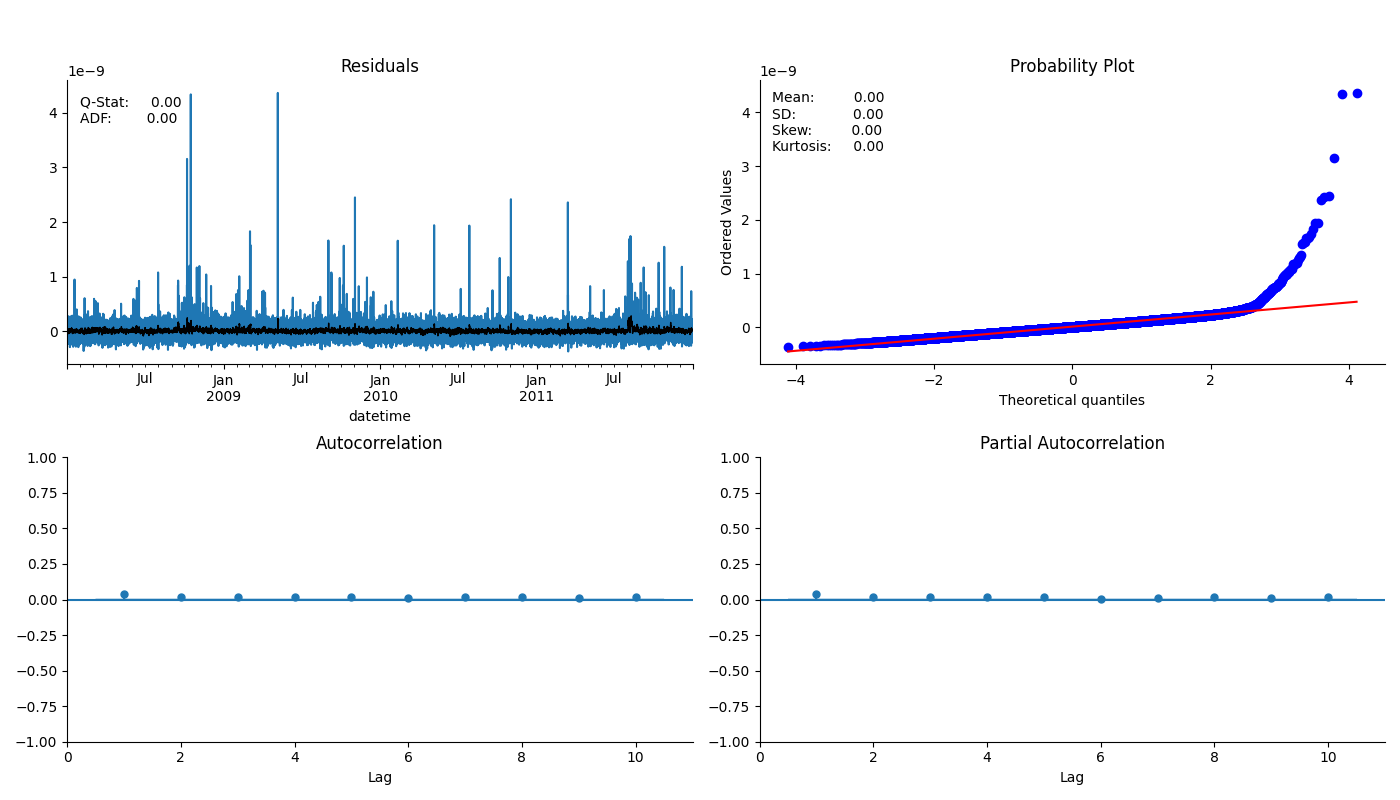 Residuals
1e−9
Q-Stat: 0.00
ADF: 0.00
4
3
2
1
0
Jul Jan Jul Jan Jul Jan Jul
2009 2010 2011
datetime
Probability Plot
1e−9
Mean: 0.00
SD: 0.00
Skew: 0.00
Kurtosis: 0.00
Ordered Values
4
3
2
1
0
−4 −2 0 2 4
Theoretical quantiles
Autocorrelation
1.00
0.75
0.50
0.25
0.00
−0.25
−0.50
−0.75
−1.00
0 2 4 6 8 10
Lag
Partial Autocorrelation
1.00
0.75
0.50
0.25
0.00
−0.25
−0.50
−0.75
−1.00
0 2 4 6 8 10
Lag